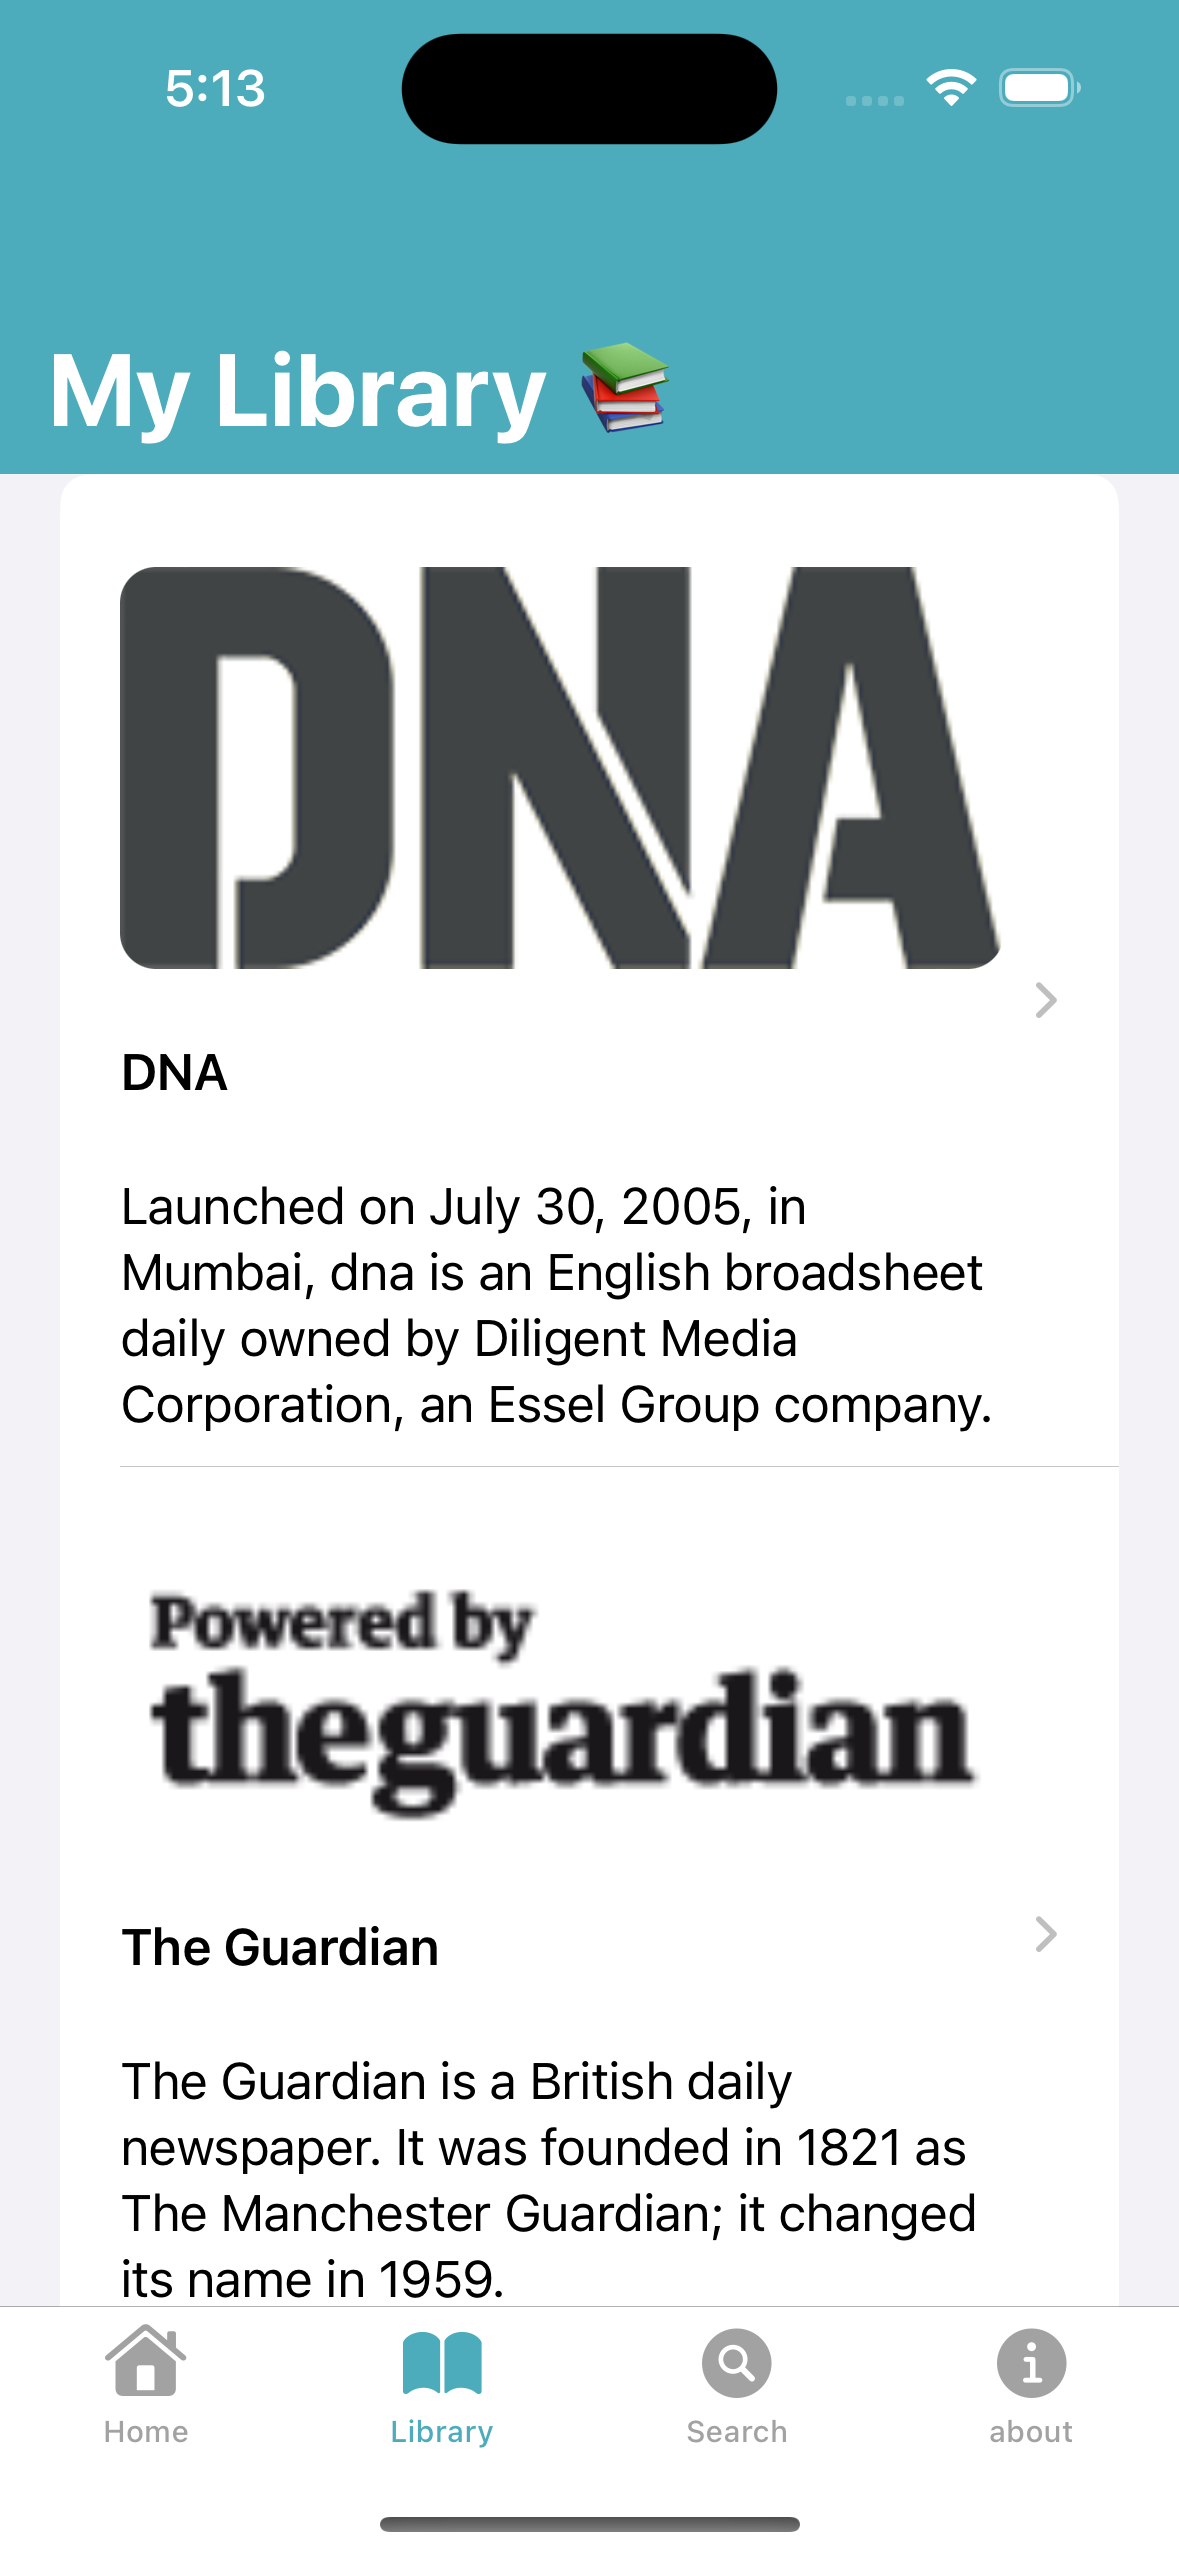 5:13
My Library 📚
DNA
DNA
Launched on July 30, 2005, in
Mumbai, dna is an English broadsheet
daily owned by Diligent Media
Corporation, an Essel Group company.
Powered by
theguardian
The Guardian
The Guardian is a British daily
newspaper. It was founded in 1821 as
The Manchester Guardian; it changed
its name in 1959.
Home Library Search about